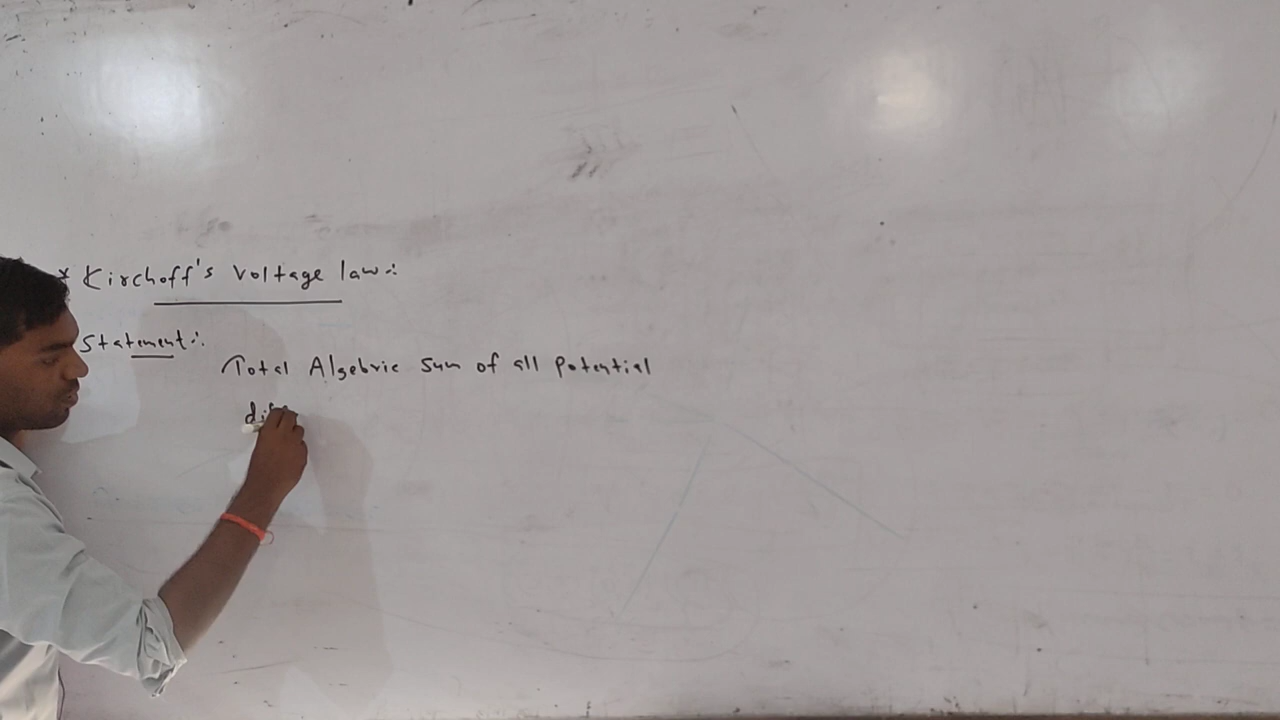 * Kirchoff's Voltage law:
Statement:
Total Algebric Sum of all Potential